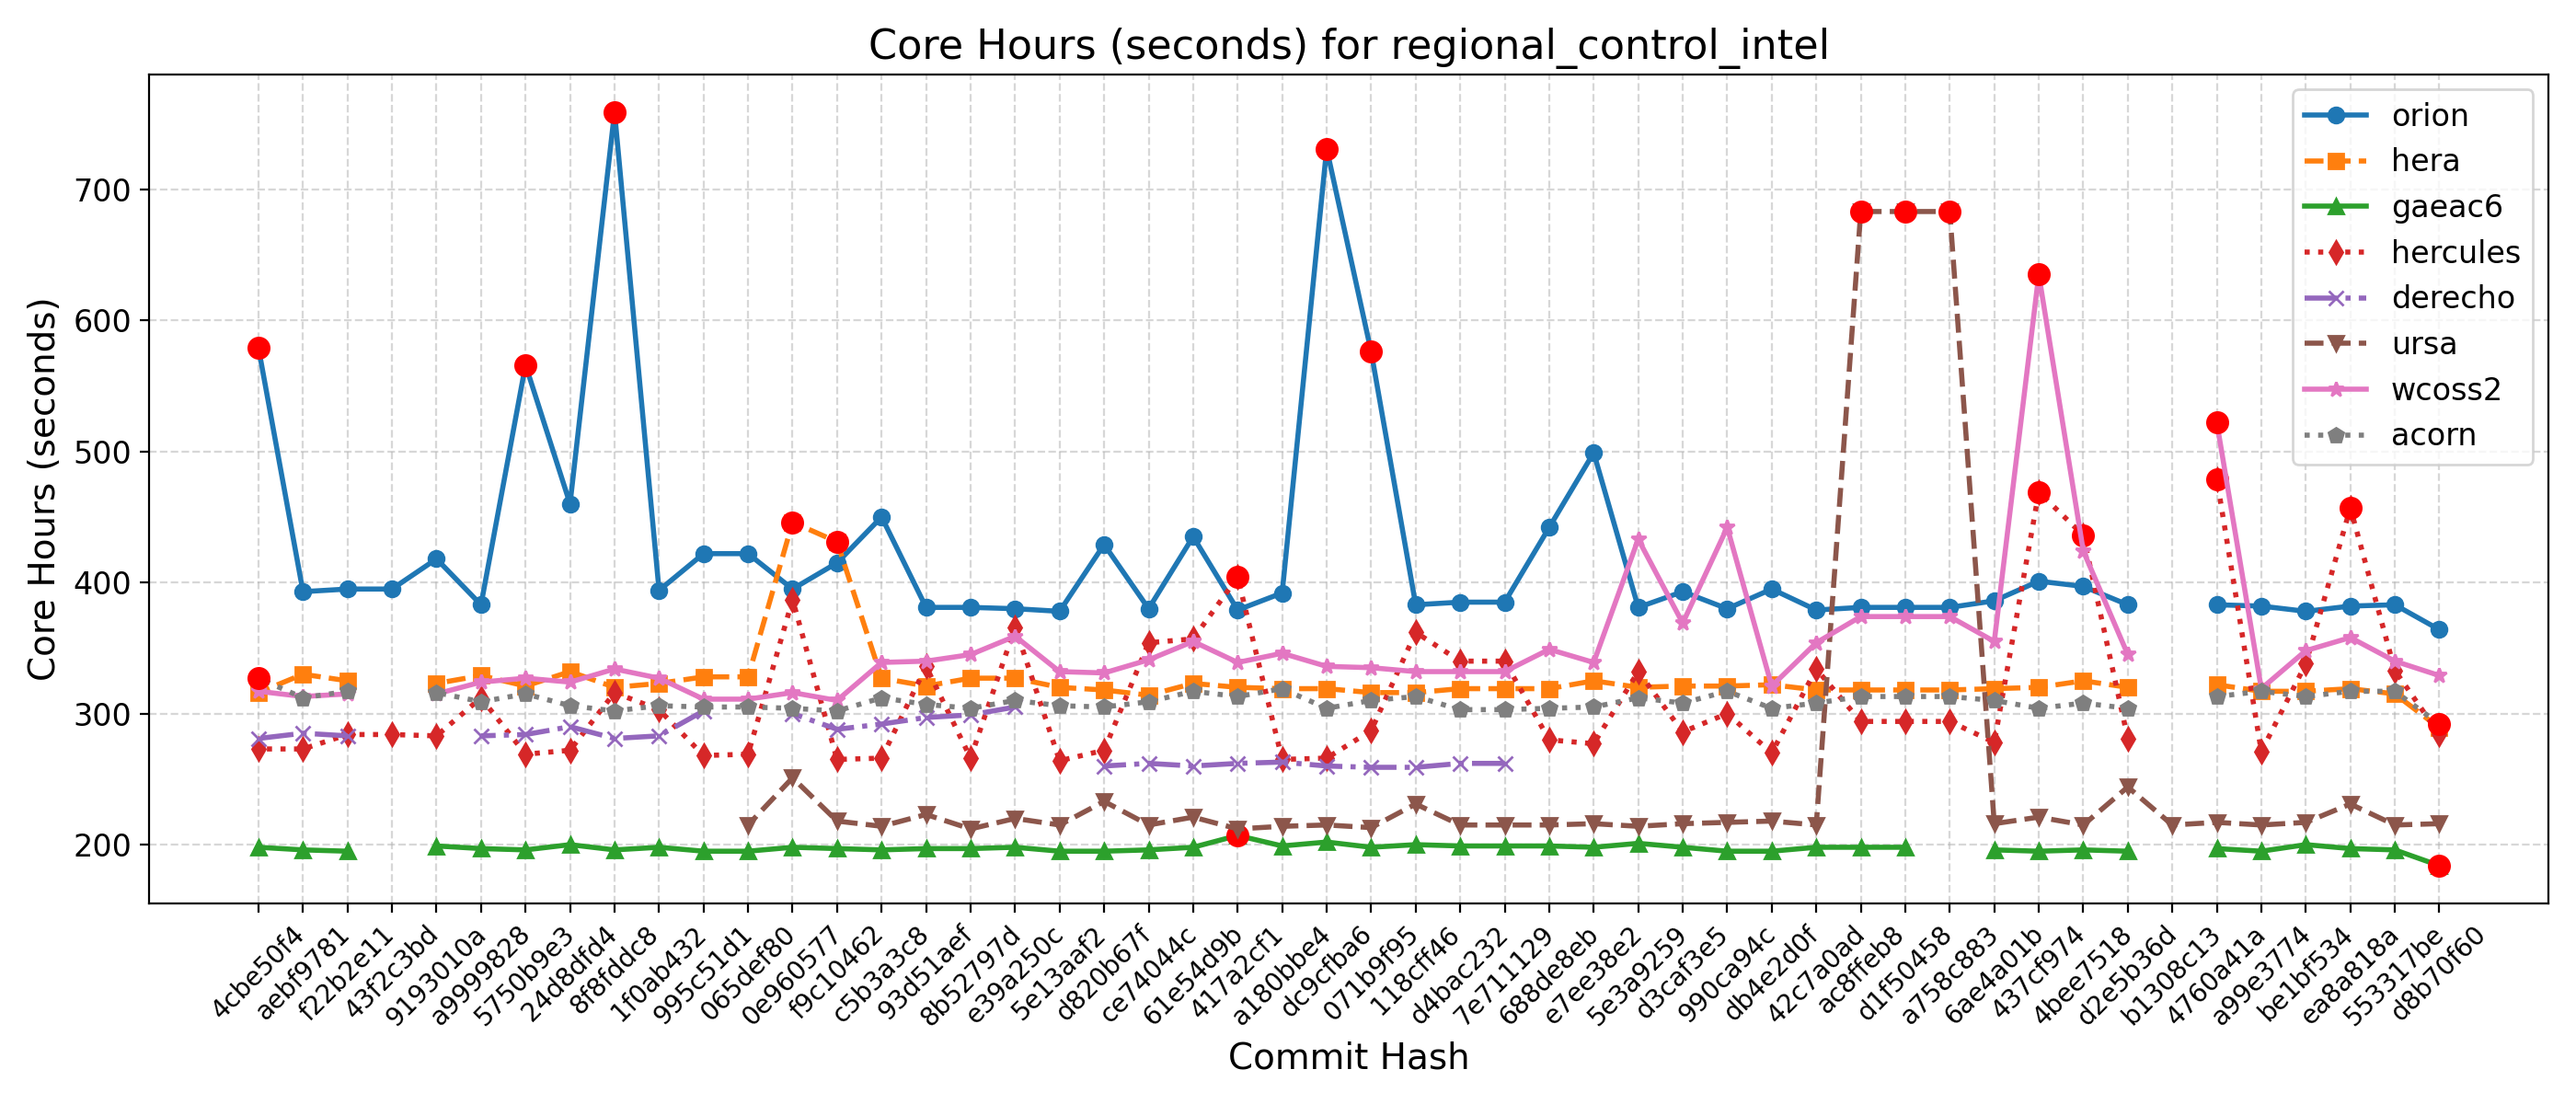 Core Hours (seconds) for regional_control_intel
Core Hours (seconds)
700
600
500
400
300
200
orion
hera
gaeac6
hercules
derecho
ursa
wcoss2
acorn
4cbe50f4
aebf9781
f22b2e11
43f2c3bd
9193010a
a9999828
5750b9e3
24d8dfd4
8f8fddc8
1f0ab432
995c51d1
065def80
0e960577
f9c10462
c5b3a3c8
93d51aef
8b52797d
e39a250c
5e13aaf2
d820b67f
ce74044c
61e54d9b
417a2cf1
a180bbe4
dc9cfba6
071b9f95
118cff46
d4bac232
7e711129
688de8eb
e7ee38e2
5e3a9259
d3caf3e5
990ca94c
db4e2d0f
42c7a0ad
ac8ffeb8
d1f50458
a758c883
6ae4a01b
437cf974
4bee7518
d2e5b36d
b1308c13
4760a41a
a99e3774
be1bf534
ea8a818a
553317be
d8b70f60
Commit Hash